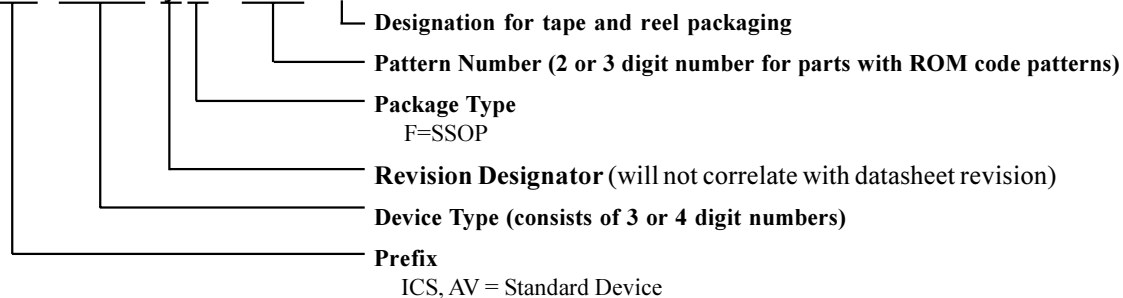 Designation for tape and reel packaging
Pattern Number (2 or 3 digit number for parts with ROM code patterns)
Package Type
F=SSOP
Revision Designator (will not correlate with datasheet revision)
Device Type (consists of 3 or 4 digit numbers)
Prefix
ICS, AV = Standard Device